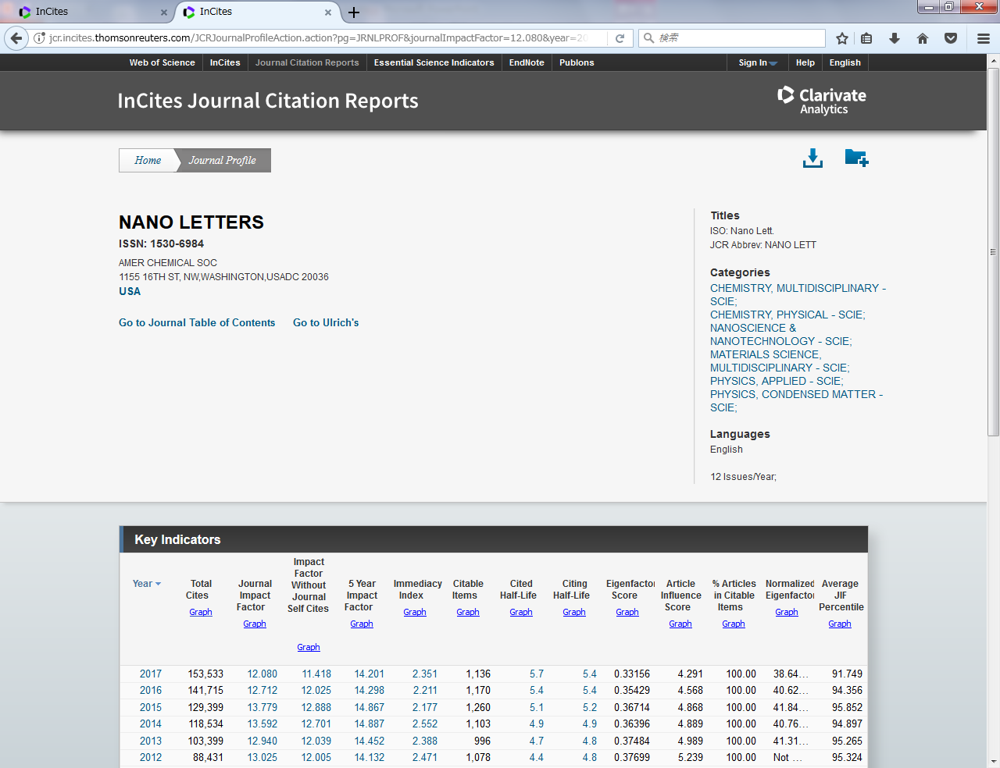 InCites
InCites
jcr.incites.thomsonreuters.com/JCRJournalProfileAction.action?pg=JRNLPROF&journalImpactFactor=12.080&year=20
検索
Web of Science InCites Journal Citation Reports Essential Science Indicators EndNote Publons Sign In Help English
InCites Journal Citation Reports
Clarivate
Analytics
Home Journal Profile
NANO LETTERS
ISSN: 1530-6984
AMER CHEMICAL SOC
1155 16TH ST, NW,WASHINGTON,USADC 20036
USA
Go to Journal Table of Contents Go to Ulrich's
Titles
ISO: Nano Lett.
JCR Abbrev: NANO LETT
Categories
CHEMISTRY, MULTIDISCIPLINARY -
SCIE;
CHEMISTRY, PHYSICAL - SCIE;
NANOSCIENCE &
NANOTECHNOLOGY - SCIE;
MATERIALS SCIENCE,
MULTIDISCIPLINARY - SCIE;
PHYSICS, APPLIED - SCIE;
PHYSICS, CONDENSED MATTER -
SCIE;
Languages
English
12 Issues/Year;
Key Indicators
Year
Total
Cites
Graph
Journal
Impact
Factor
Graph
Impact
Factor
Without
Journal
Self Cites
Graph
5 Year
Impact
Factor
Graph
Immediacy
Index
Graph
Citable
Items
Graph
Cited
Half-Life
Graph
Citing
Half-Life
Graph
Eigenfactor
Score
Graph
Article
Influence
Score
Graph
% Articles
in Citable
Items
Graph
Normalized
Eigenfactor
Graph
Average
JIF
Percentile
Graph
2017 153,533 12.080 11.418 14.201 2.351 1,136 5.7 5.4 0.33156 4.291 100.00 38.64... 91.749
2016 141,715 12.712 12.025 14.298 2.211 1,170 5.4 5.4 0.35429 4.568 100.00 40.62... 94.356
2015 129,399 13.779 12.888 14.867 2.177 1,260 5.1 5.2 0.36714 4.868 100.00 41.84... 95.852
2014 118,534 13.592 12.701 14.887 2.552 1,103 4.9 4.9 0.36396 4.889 100.00 40.76... 94.897
2013 103,399 12.940 12.039 14.452 2.388 996 4.7 4.8 0.37484 4.989 100.00 41.31... 95.265
2012 88,431 13.025 12.005 14.132 2.471 1,078 4.4 4.8 0.37699 5.239 100.00 Not ... 95.324